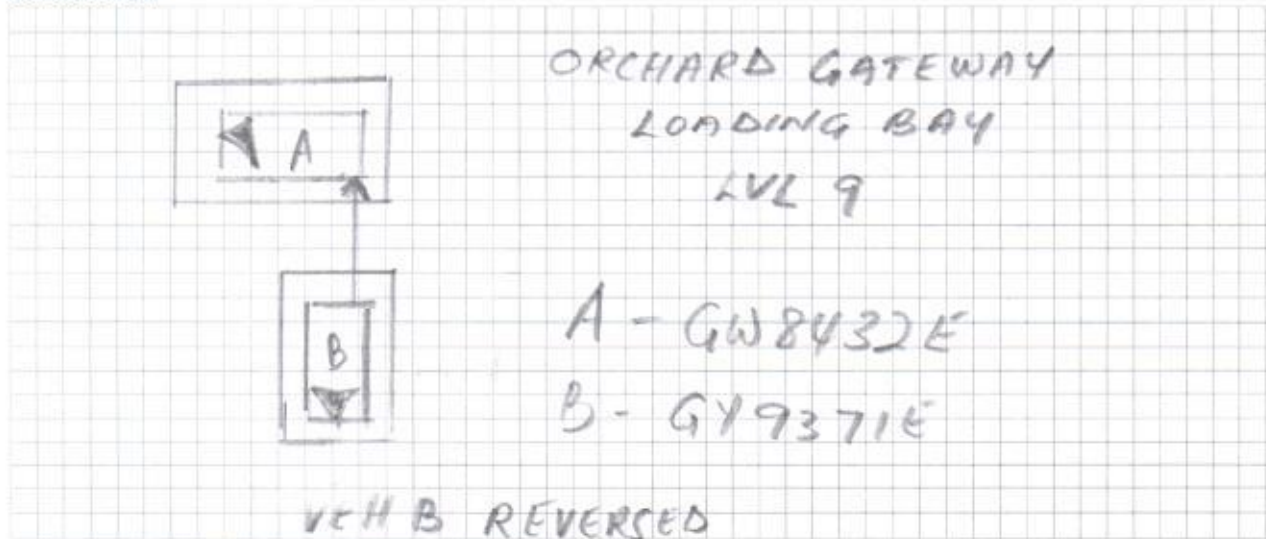 ORCHARD GATEWAY
LOADING BAY
LVL 9
A
B
A - GW8432E
B - GY9371E
VEH B REVERSED